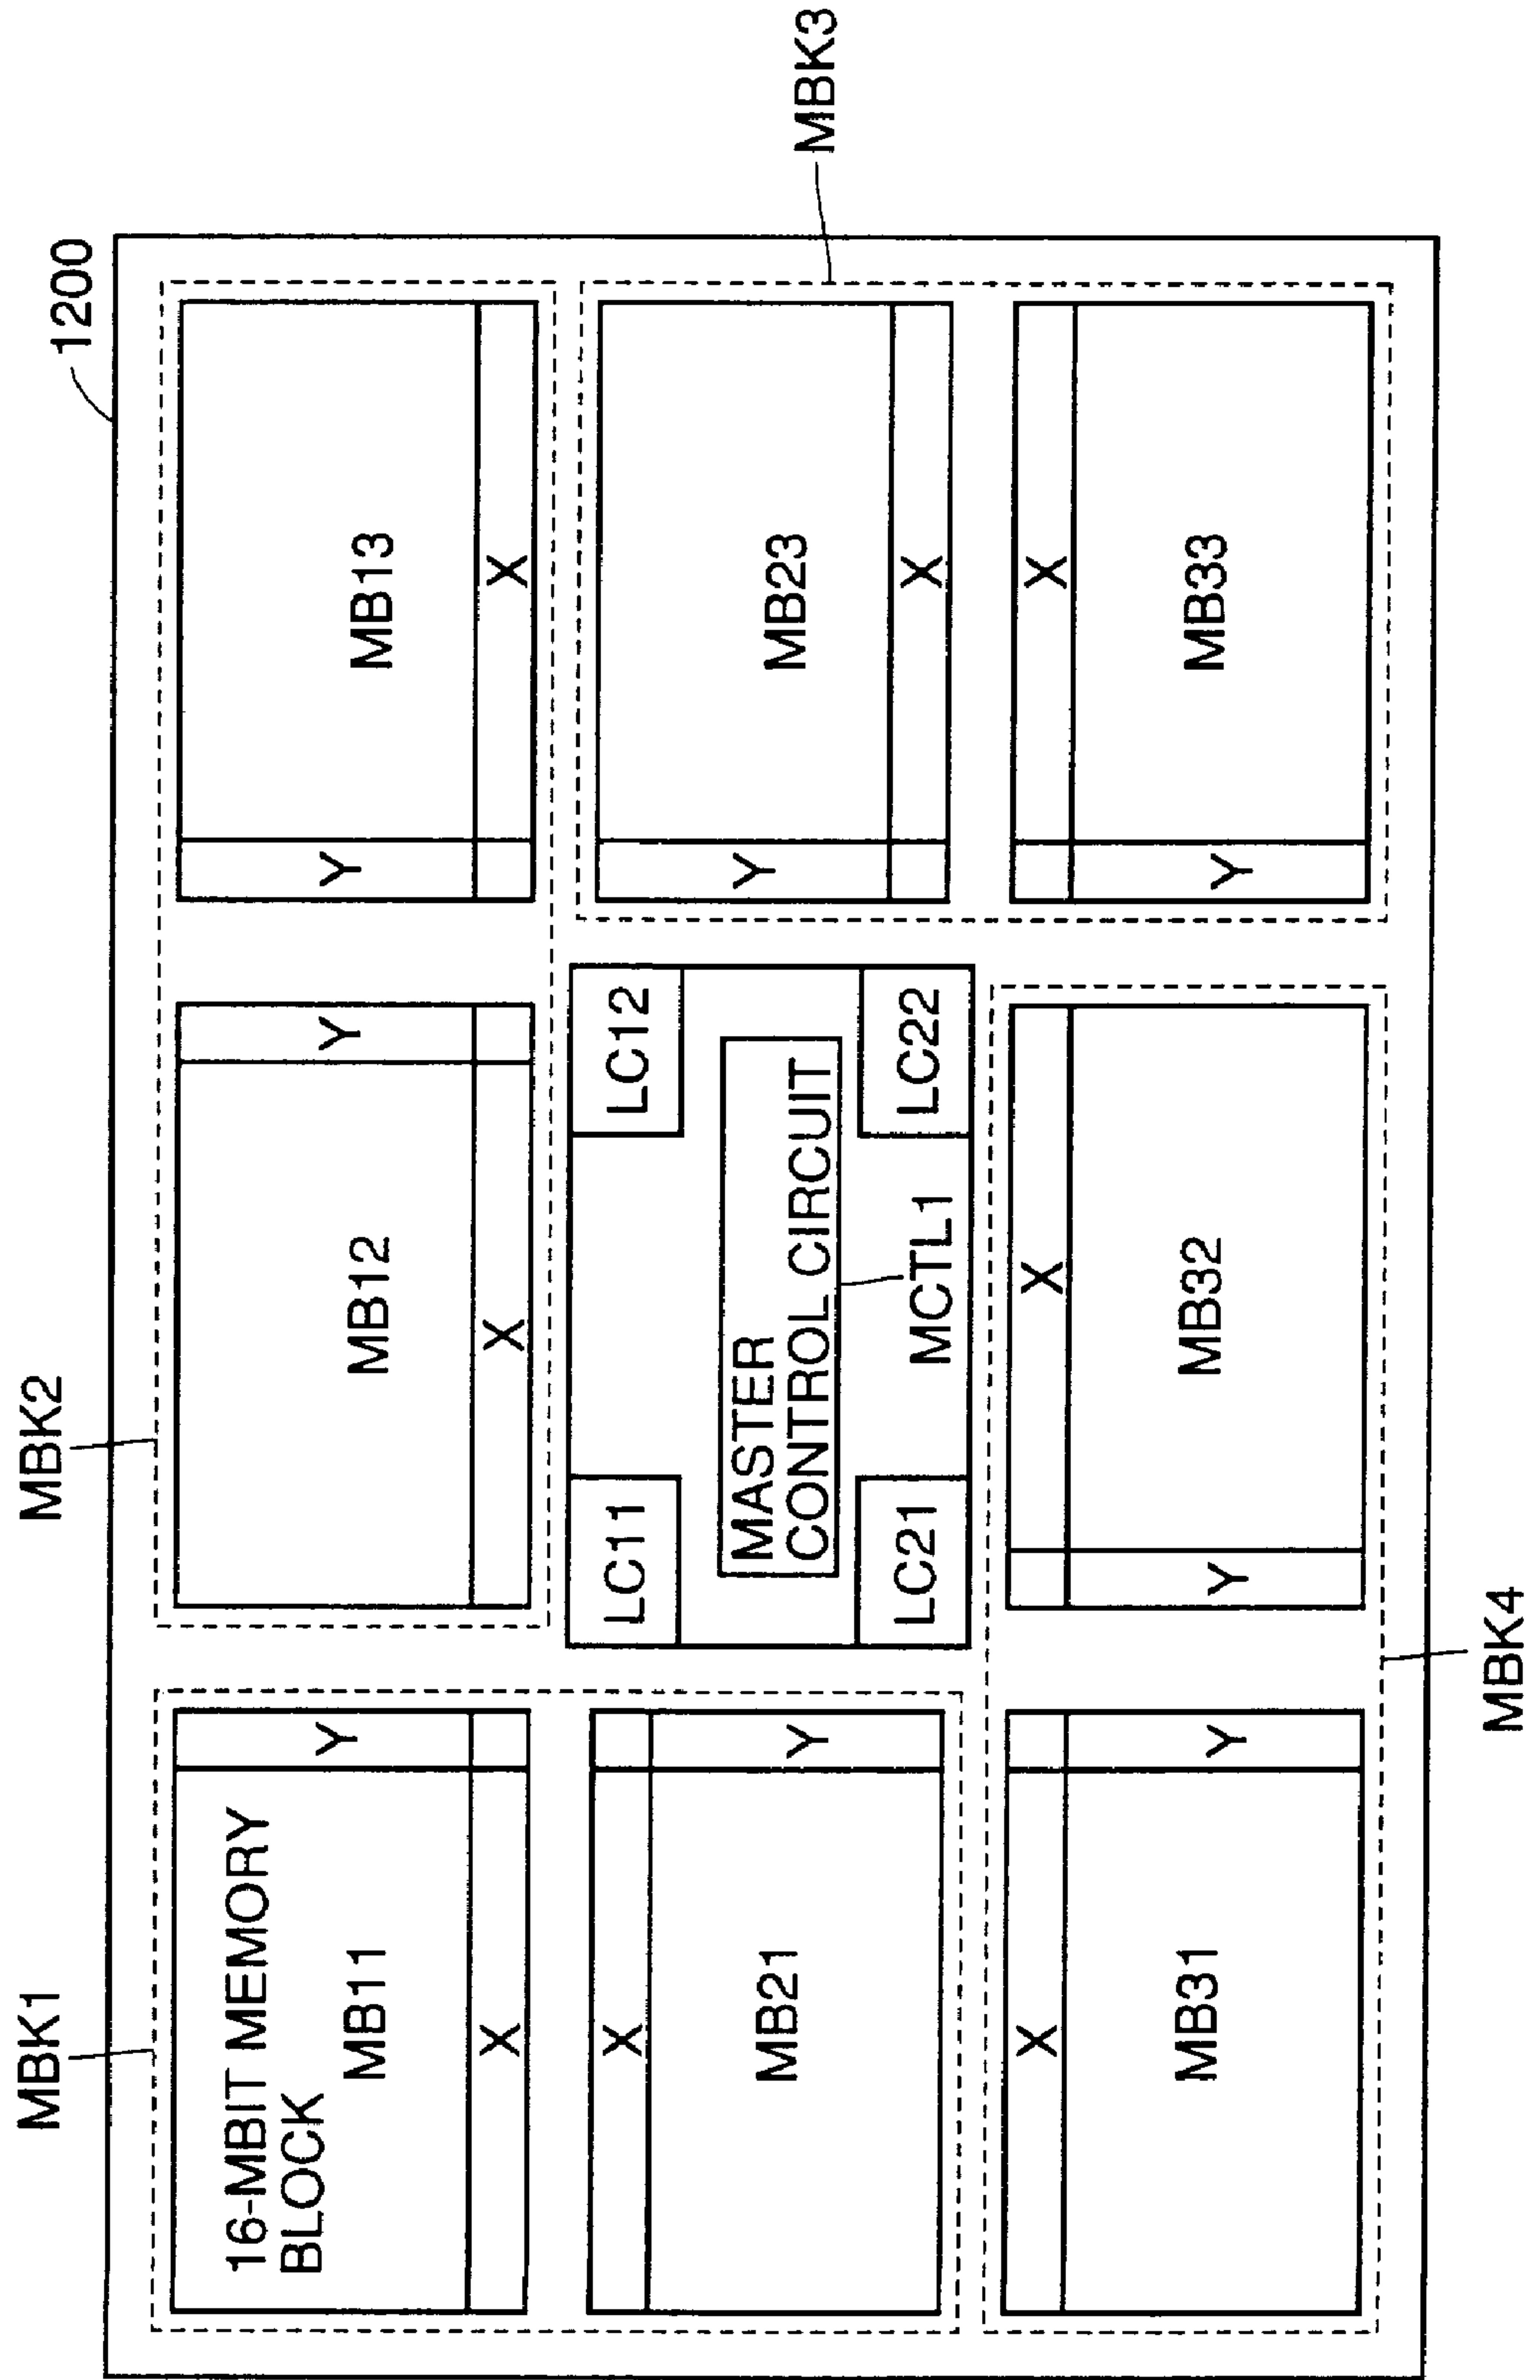 MBK1
MBK2
1200
16-MBIT MEMORY
BLOCK
MB11
Y
X
MB12
Y
X
Y
MB13
X
X
MB21
Y
LC11
LC12
MASTER
CONTROL CIRCUIT
LC21
MCTL1
LC22
Y
MB23
X
MBK3
X
MB31
Y
X
Y
MB32
X
Y
MB33
MBK4